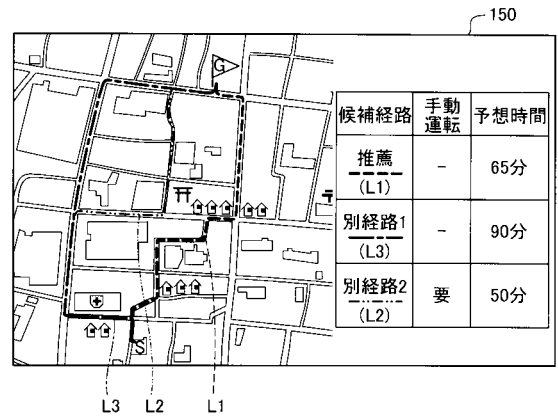 150
G
候補経路 手動運転 予想時間
推薦 (L1) - 65分
別経路1 (L3) - 90分
別経路2 (L2) 要 50分
S
L3 L2 L1